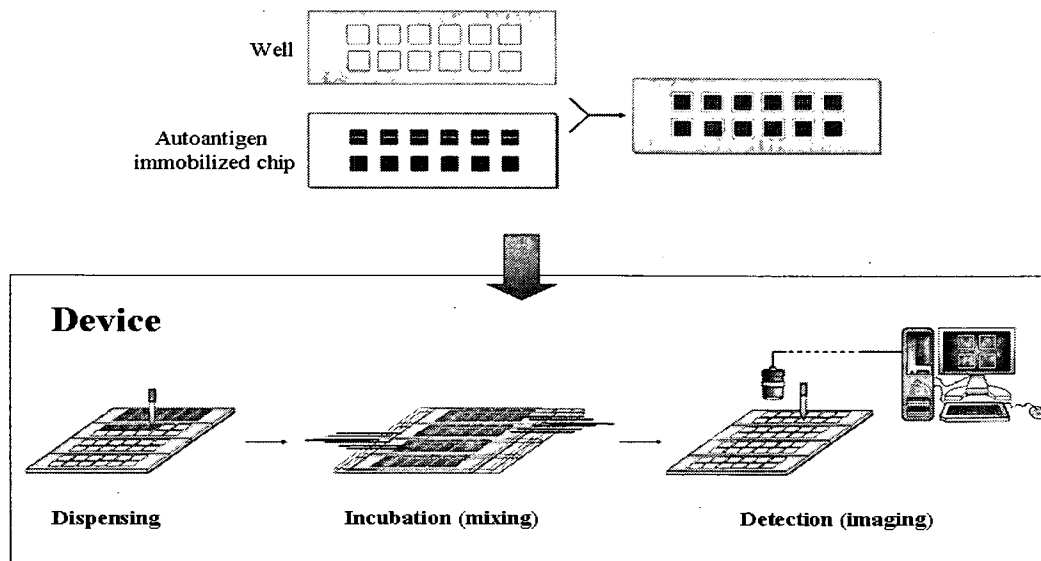 Well
Autoantigen
immobilized chip
Device
Dispensing
Incubation (mixing)
Detection (imaging)